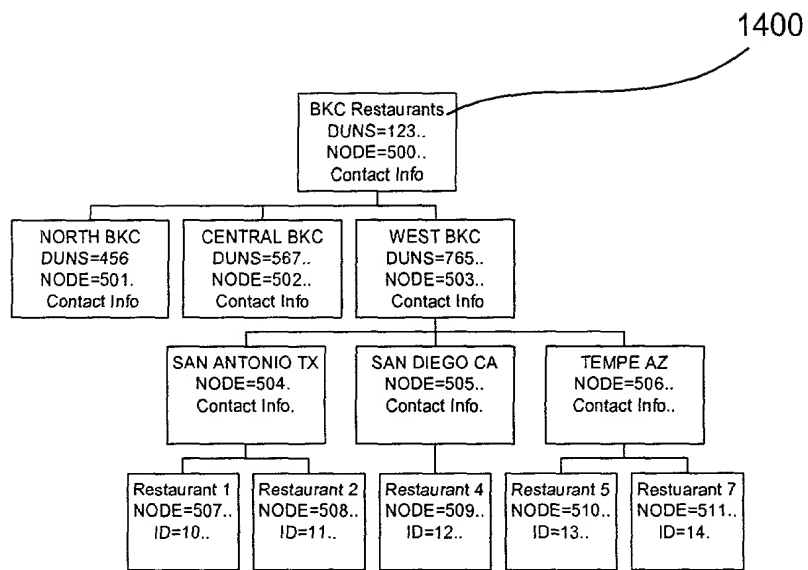 1400
BKC Restaurants
DUNS=123..
NODE=500..
Contact Info
NORTH BKC
DUNS=456
NODE=501.
Contact Info
CENTRAL BKC
DUNS=567..
NODE=502..
Contact Info
WEST BKC
DUNS=765..
NODE=503..
Contact Info
SAN ANTONIO TX
NODE=504.
Contact Info.
SAN DIEGO CA
NODE=505..
Contact Info.
TEMPE AZ
NODE=506..
Contact Info..
Restaurant 1
NODE=507..
ID=10..
Restaurant 2
NODE=508..
ID=11..
Restaurant 4
NODE=509..
ID=12..
Restaurant 5
NODE=510..
ID=13..
Restuarant 7
NODE=511..
ID=14.